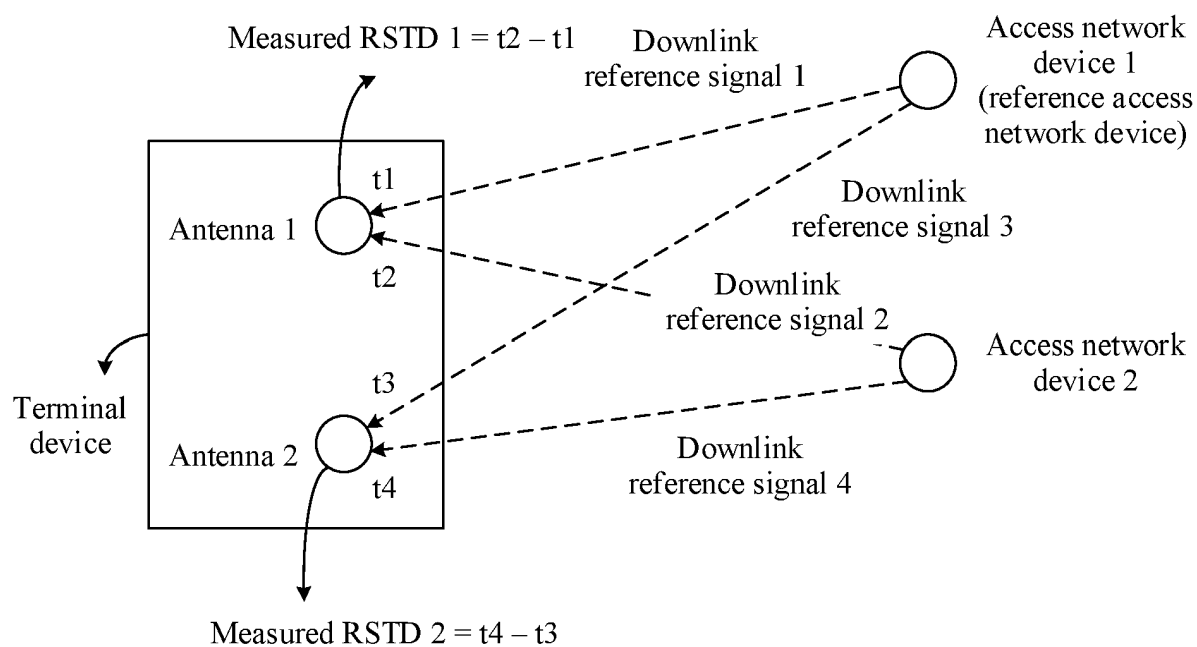 Measured RSTD 1 = t2 – t1
Downlink
reference signal 1
Access network
device 1
(reference access
network device)
t1
Antenna 1
t2
Downlink
reference signal 3
Downlink
reference signal 2
Access network
device 2
Terminal
device
t3
Antenna 2
t4
Downlink
reference signal 4
Measured RSTD 2 = t4 – t3